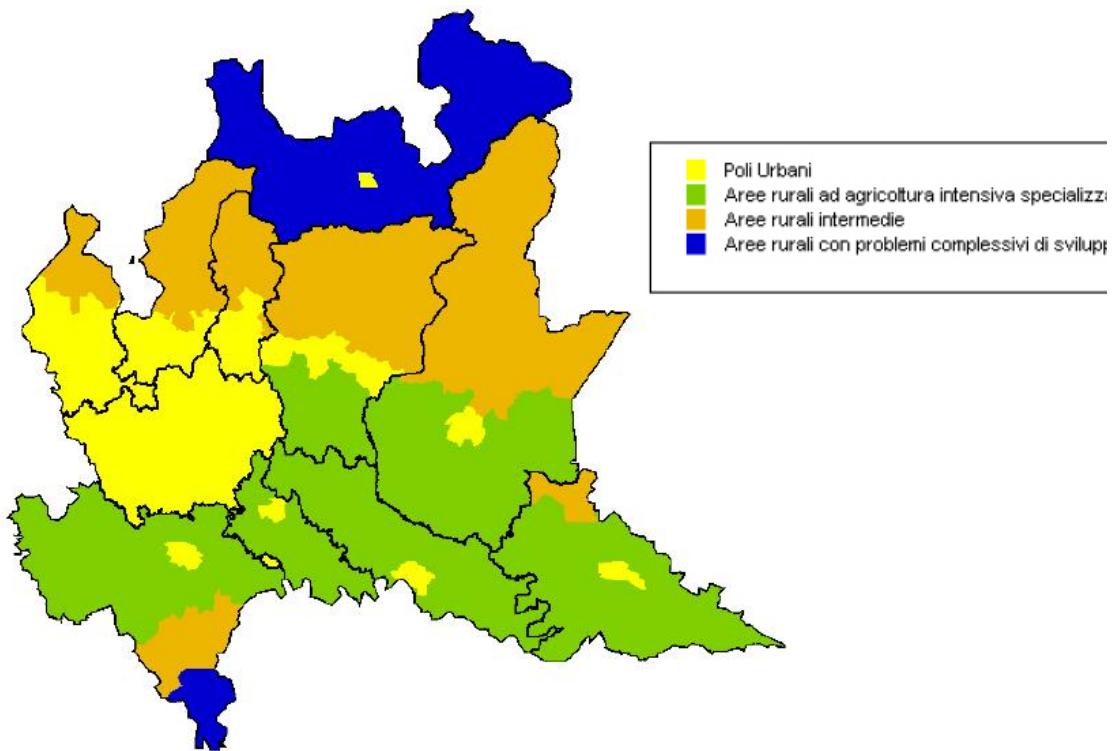 Poli Urbani
Aree rurali ad agricoltura intensiva specializza
Aree rurali intermedie
Aree rurali con problemi complessivi di svilupp